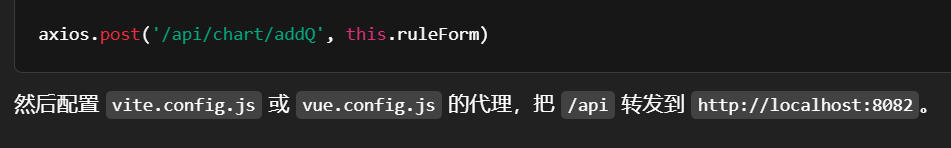 axios.post('/api/chart/addQ', this.ruleForm)
然后配置 vite.config.js 或 vue.config.js 的代理，把 /api 转发到 http://localhost:8082。